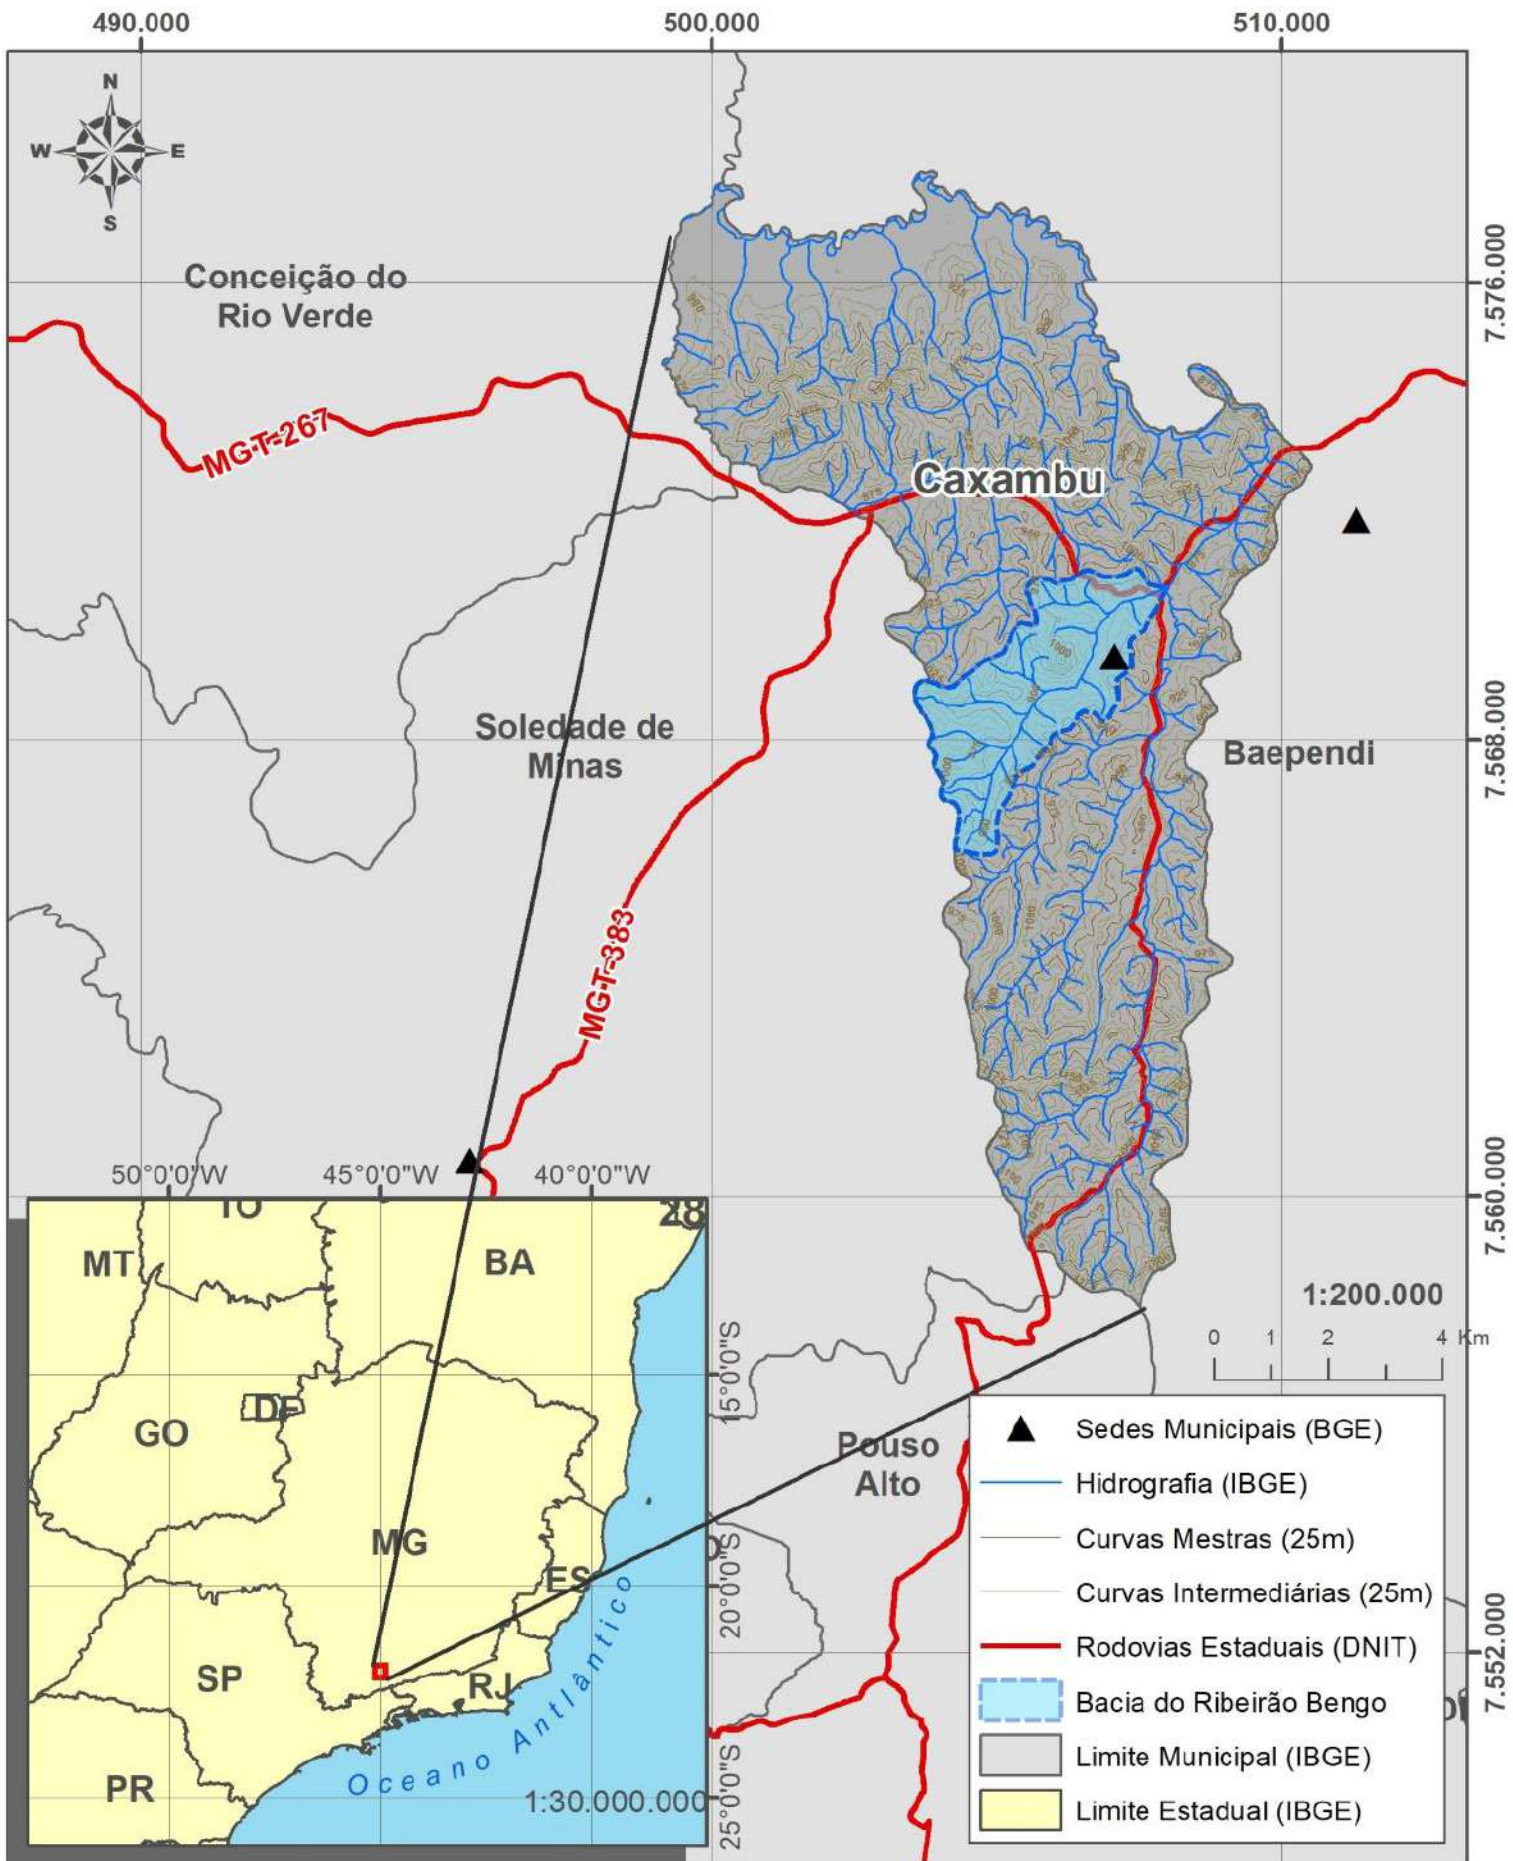 490.000
500.000
510.000
N
W
E
S
7.576.000
7.568.000
7.560.000
7.552.000
Conceição do
Rio Verde
MGT-267
Caxambu
Soledade de
Minas
Baependi
MGT-383
1000
975
Pouso
Alto
50°0'0"W
45°0'0"W
40°0'0"W
15°0'0"S
20°0'0"S
25°0'0"S
TO
28
MT
BA
GO
DF
MG
ES
SP
RJ
PR
Oceano Antlântico
1:30.000.000
1:200.000
0
1
2
4 Km
Sedes Municipais (BGE)
Hidrografia (IBGE)
Curvas Mestras (25m)
Curvas Intermediárias (25m)
Rodovias Estaduais (DNIT)
Bacia do Ribeirão Bengo
Limite Municipal (IBGE)
Limite Estadual (IBGE)